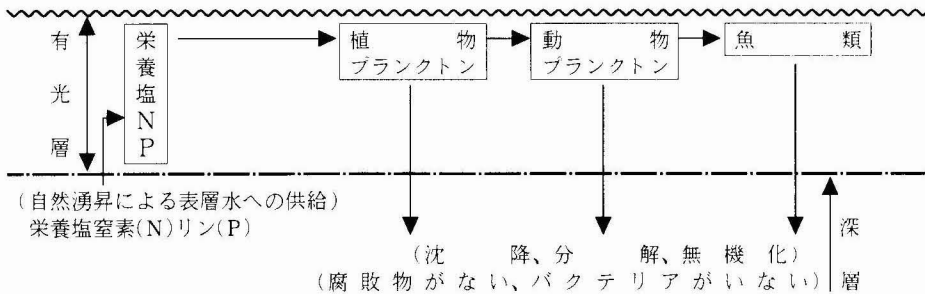 有光層
栄養塩NP
植物プランクトン
動物プランクトン
魚類
(自然湧昇による表層水への供給)
栄養塩窒素(N)リン(P)
(沈降、分解、無機化)
(腐敗物がない、バクテリアがいない)
深層